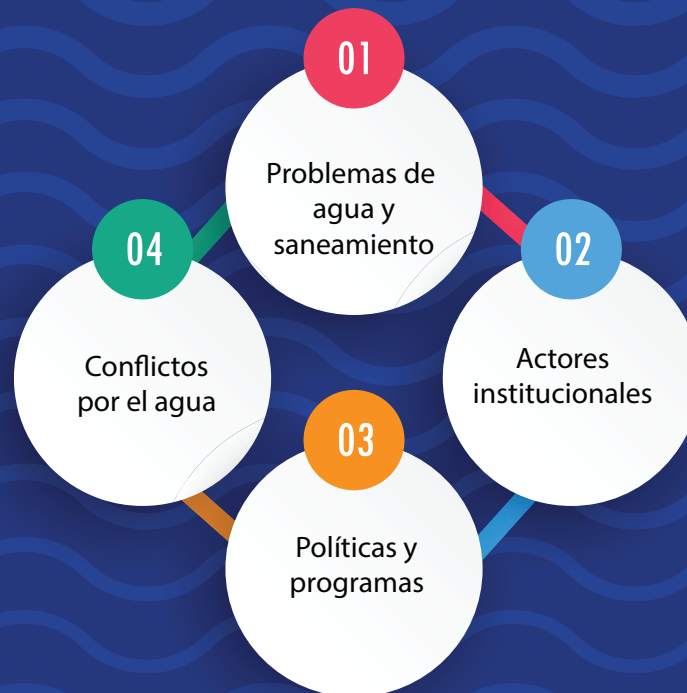 01
Problemas de
agua y
saneamiento
02
Actores
institucionales
03
Políticas y
programas
04
Conflictos
por el agua